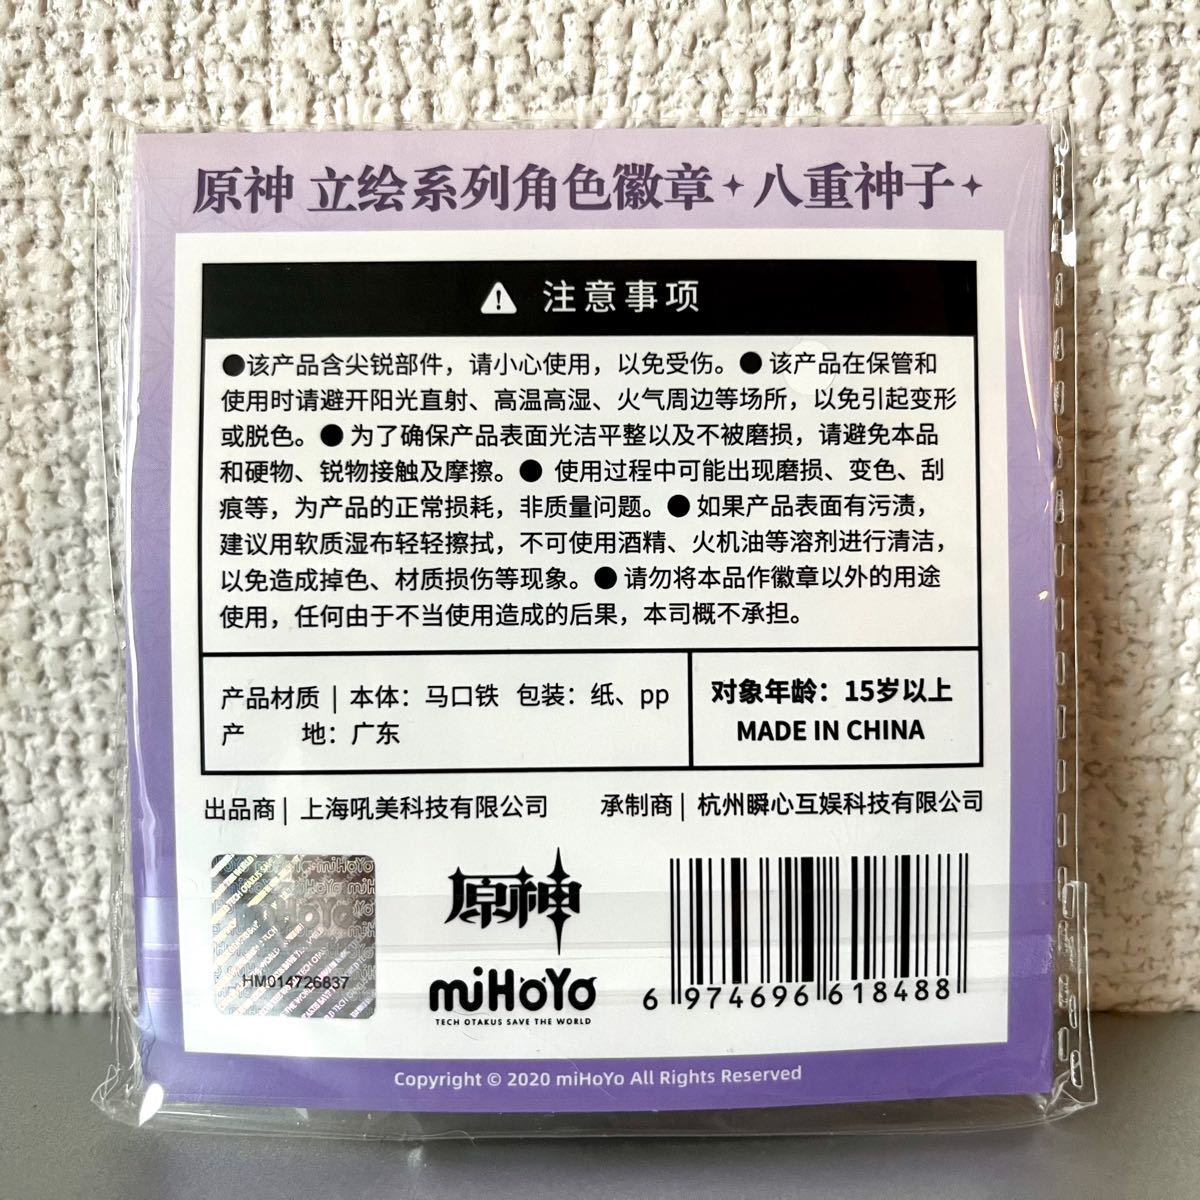 原神 立绘系列角色徽章✦八重神子✦
注意事项
●该产品含尖锐部件，请小心使用，以免受伤。● 该产品在保管和
使用时请避开阳光直射、高温高湿、火气周边等场所，以免引起变形
或脱色。● 为了确保产品表面光洁平整以及不被磨损，请避免本品
和硬物、锐物接触及摩擦。● 使用过程中可能出现磨损、变色、刮
痕等，为产品的正常损耗，非质量问题。● 如果产品表面有污渍，
建议用软质湿布轻轻擦拭，不可使用酒精、火机油等溶剂进行清洁，
以免造成掉色、材质损伤等现象。● 请勿将本品作徽章以外的用途
使用，任何由于不当使用造成的后果，本司概不承担。
产品材质 | 本体：马口铁 包装：纸、pp
产 地：广东
对象年龄：15岁以上
MADE IN CHINA
出品商 | 上海吼美科技有限公司
承制商 | 杭州瞬心互娱科技有限公司
miHoYo
HM014726837
原神
miHoYo
TECH OTAKUS SAVE THE WORLD
6 974696 618488
Copyright © 2020 miHoYo All Rights Reserved